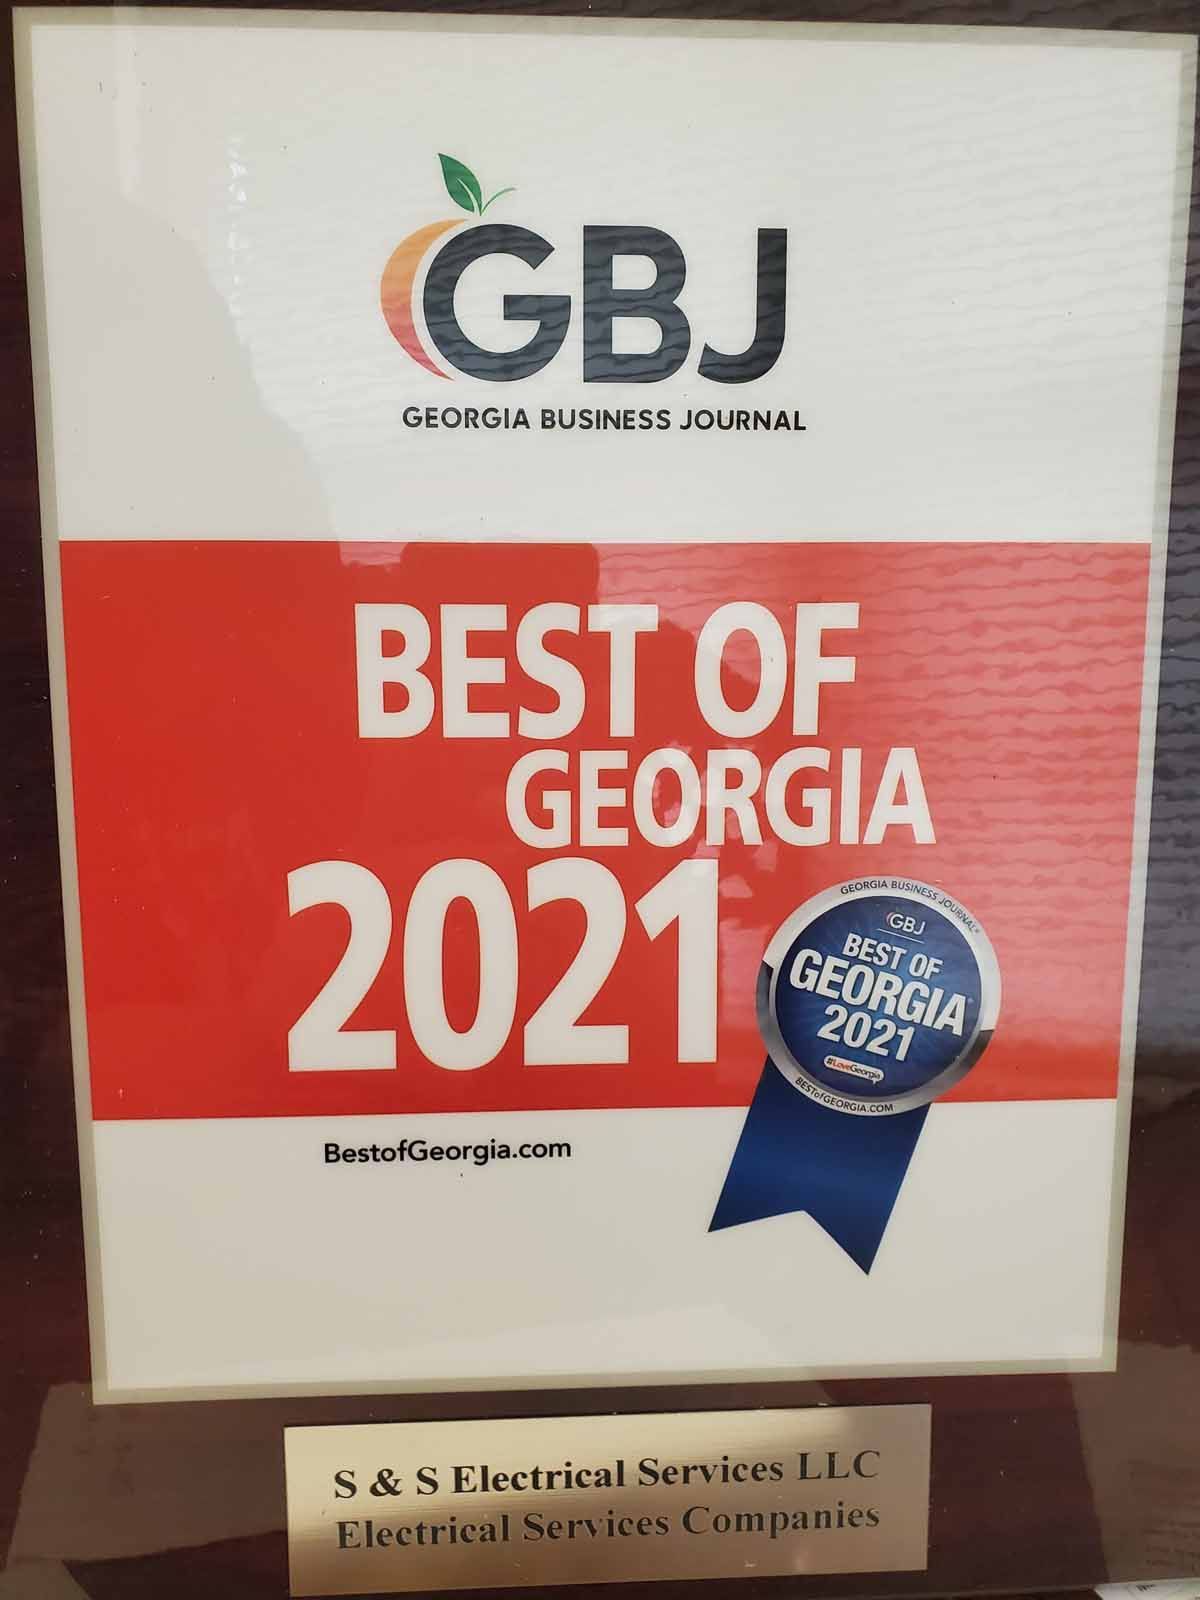 GBJ
GEORGIA BUSINESS JOURNAL
BEST OF
GEORGIA
2021
GEORGIA BUSINESS JOURNAL®
GBJ
BEST OF
GEORGIA®
2021
#LoveGeorgia
BESTofGEORGIA.COM
BestofGeorgia.com
S & S Electrical Services LLC
Electrical Services Companies